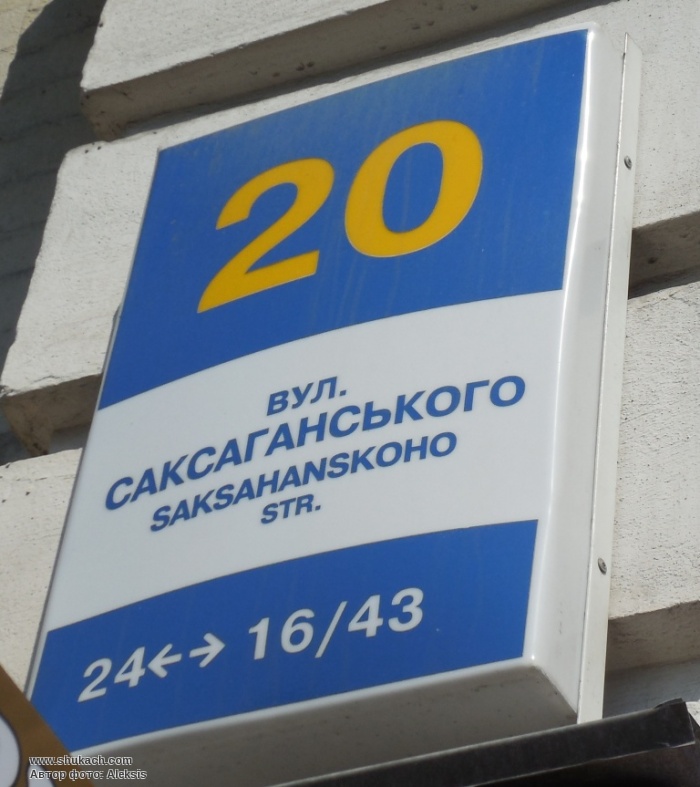 20
ВУЛ.
САКСАГАНСЬКОГО
SAKSAHANSKOHO
STR.
24←→ 16/43
www.shukach.com
Автор фото: Aleksis